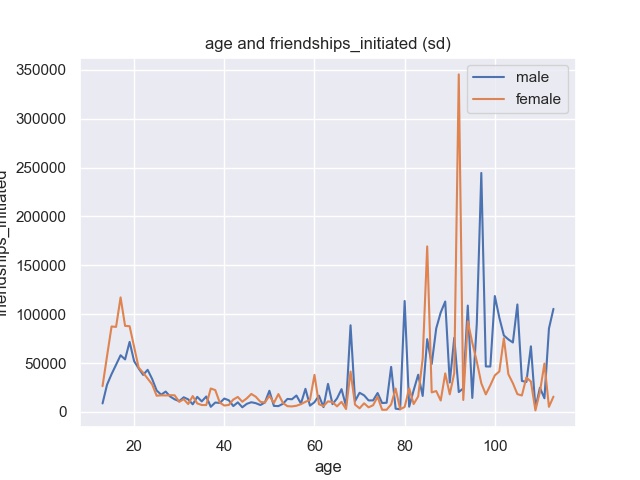 age and friendships_initiated (sd)
male
female
350000
300000
250000
200000
150000
100000
50000
0
friendships_initiated
20 40 60 80 100
age